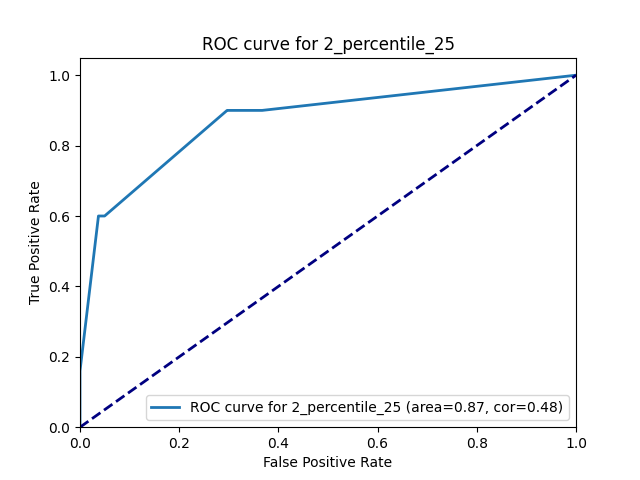 ROC curve for 2_percentile_25
1.0
0.8
0.6
0.4
0.2
0.0
True Positive Rate
ROC curve for 2_percentile_25 (area=0.87, cor=0.48)
0.0 0.2 0.4 0.6 0.8 1.0
False Positive Rate